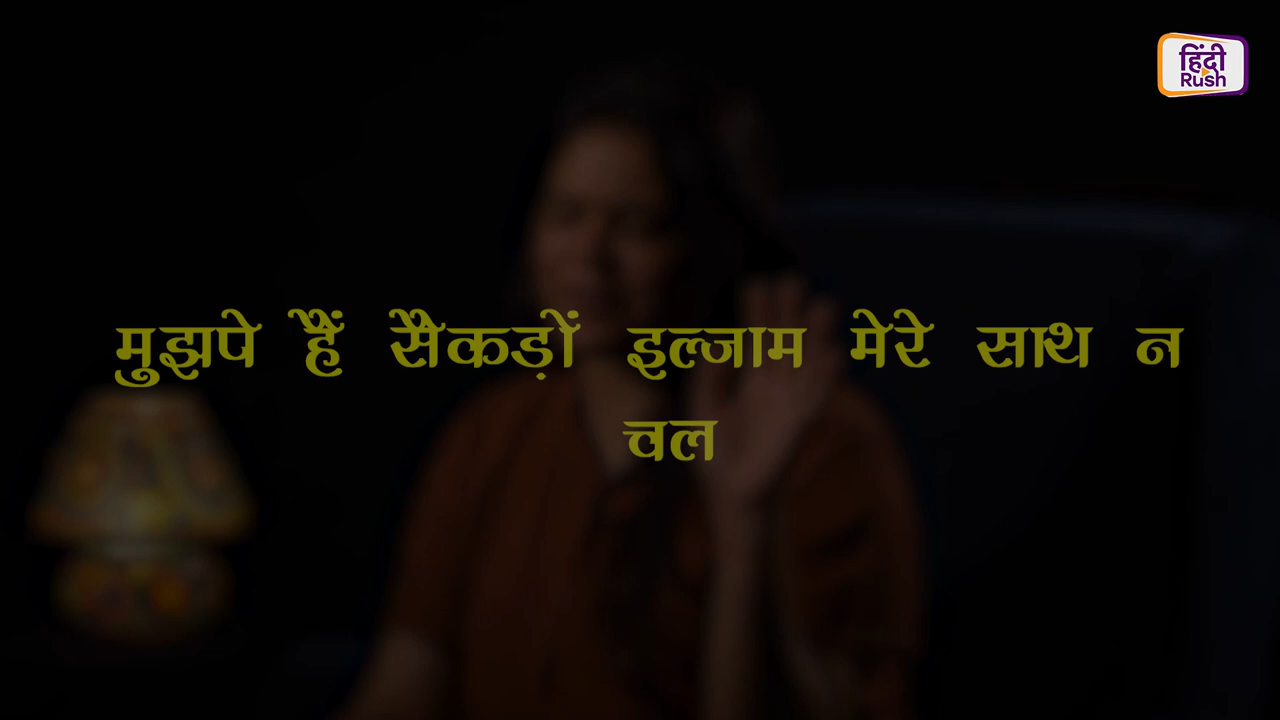 हिंदी
Rush
मुझपे हैं सैकड़ों इल्जाम मेरे साथ न
चल